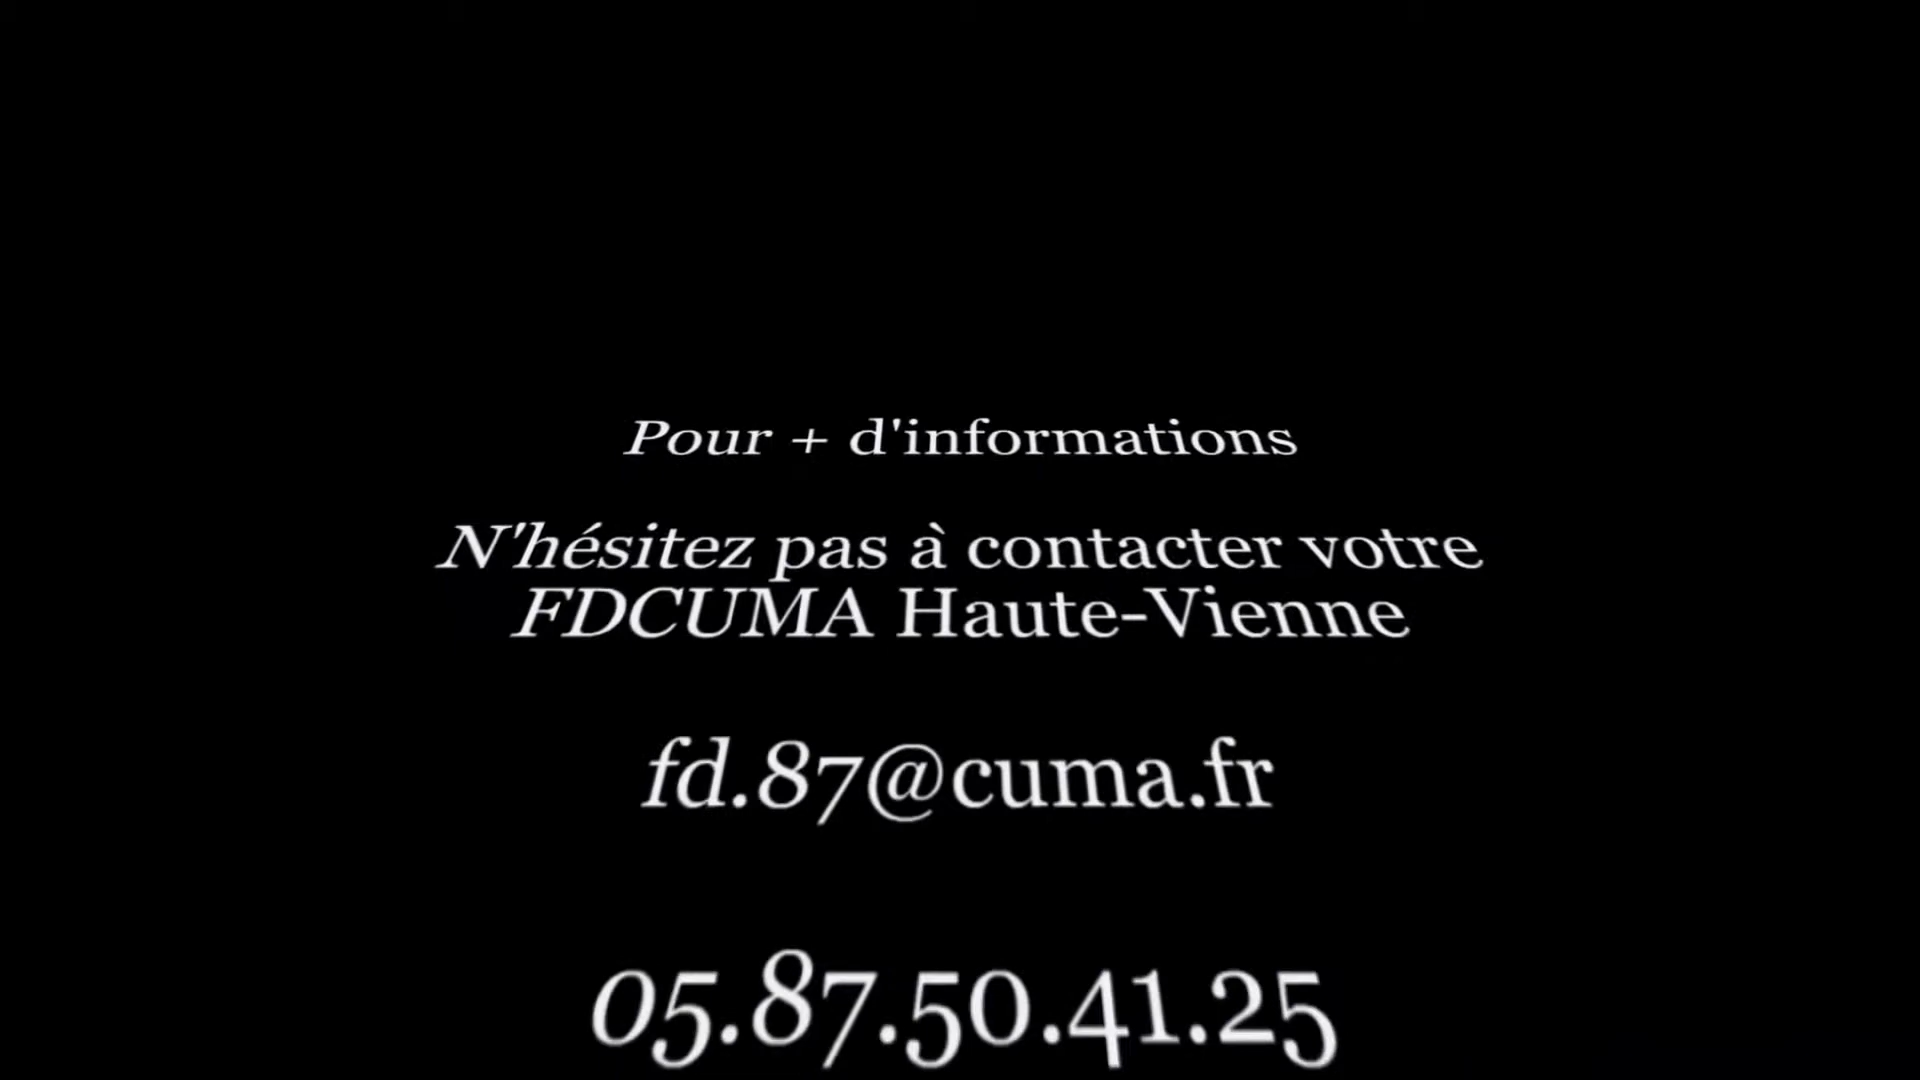 Pour + d'informations
N'hésitez pas à contacter votre
FDCUMA Haute-Vienne
fd.87@cuma.fr
05.87.50.41.25